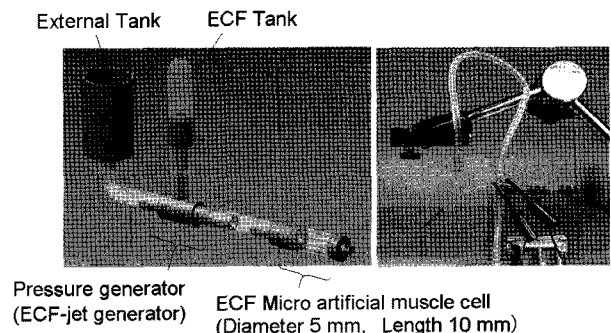 External Tank
ECF Tank
Pressure generator
(ECF-jet generator)
ECF Micro artificial muscle cell
(Diameter 5 mm, Length 10 mm)